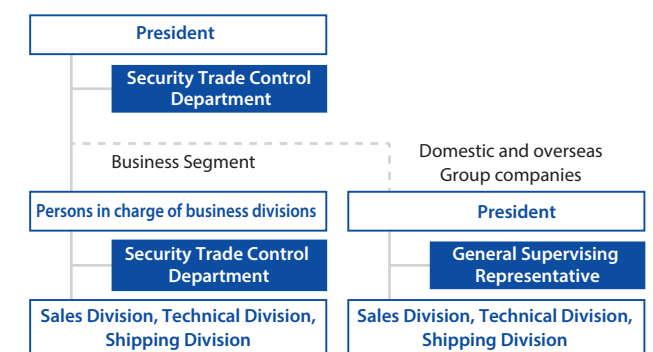 President
Security Trade Control
Department
Business Segment
Domestic and overseas
Group companies
Persons in charge of business divisions
President
Security Trade Control
Department
General Supervising
Representative
Sales Division, Technical Division,
Shipping Division
Sales Division, Technical Division,
Shipping Division